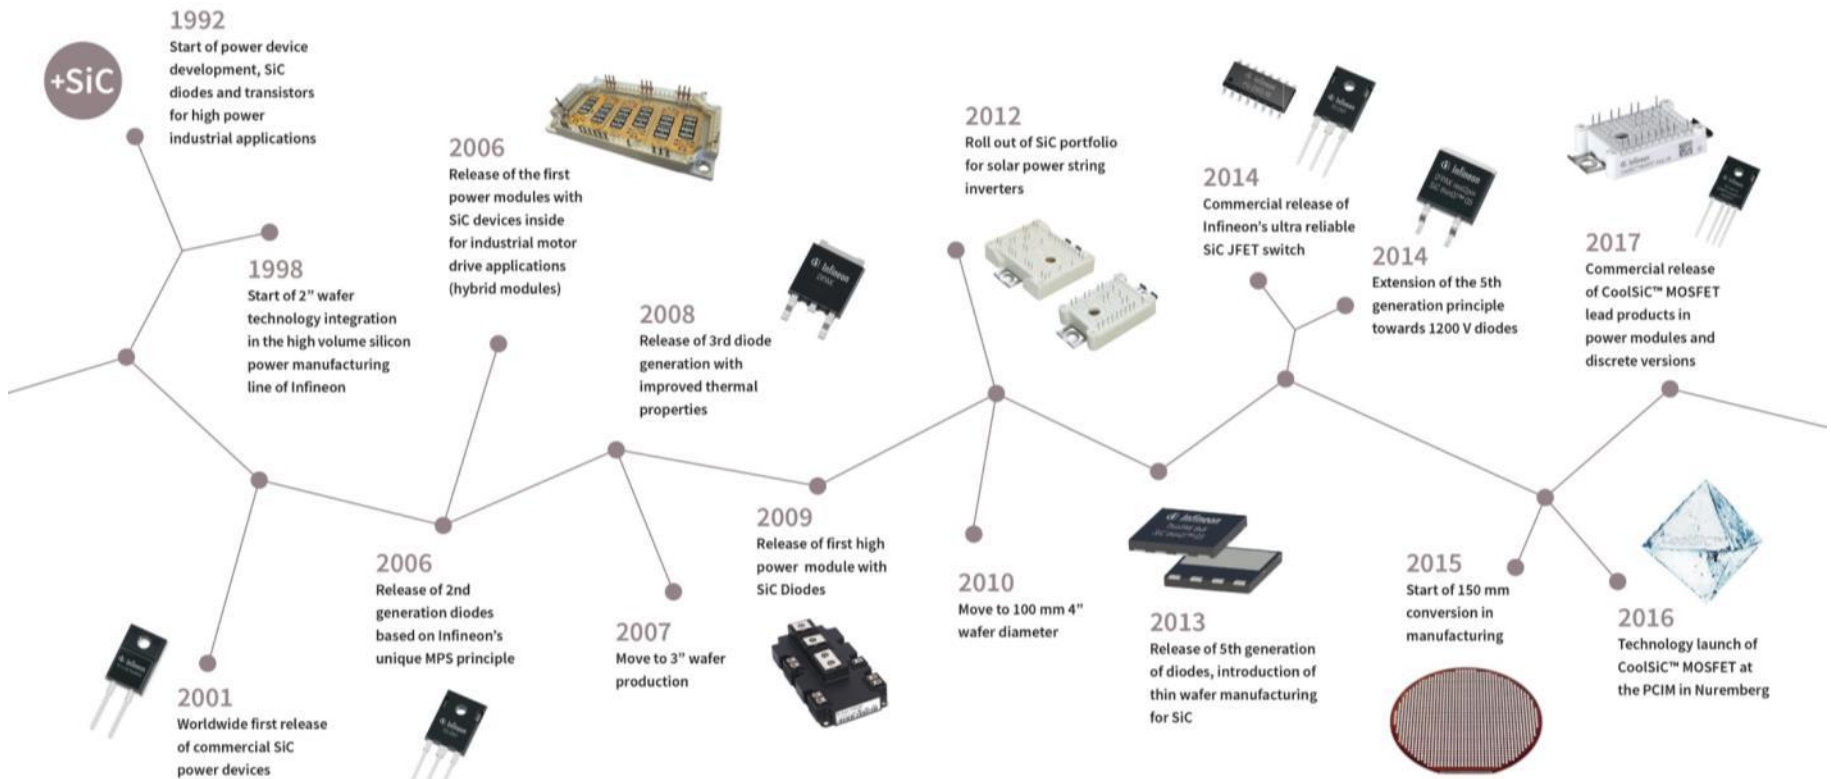 +SiC
1992
Start of power device
development, SiC
diodes and transistors
for high power
industrial applications
1998
Start of 2” wafer
technology integration
in the high volume silicon
power manufacturing
line of Infineon
2001
Worldwide first release
of commercial SiC
power devices
2006
Release of the first
power modules with
SiC devices inside
for industrial motor
drive applications
(hybrid modules)
2006
Release of 2nd
generation diodes
based on Infineon’s
unique MPS principle
2007
Move to 3” wafer
production
2008
Release of 3rd diode
generation with
improved thermal
properties
Infineon
DPAK
2009
Release of first high
power module with
SiC Diodes
2010
Move to 100 mm 4”
wafer diameter
2012
Roll out of SiC portfolio
for solar power string
inverters
2013
Release of 5th generation
of diodes, introduction of
thin wafer manufacturing
for SiC
Infineon
2014
Commercial release of
Infineon’s ultra reliable
SiC JFET switch
Infineon
2014
Extension of the 5th
generation principle
towards 1200 V diodes
Infineon
2015
Start of 150 mm
conversion in
manufacturing
2016
Technology launch of
CoolSiC™ MOSFET at
the PCIM in Nuremberg
CoolSiC™
2017
Commercial release
of CoolSiC™ MOSFET
lead products in
power modules and
discrete versions
Infineon